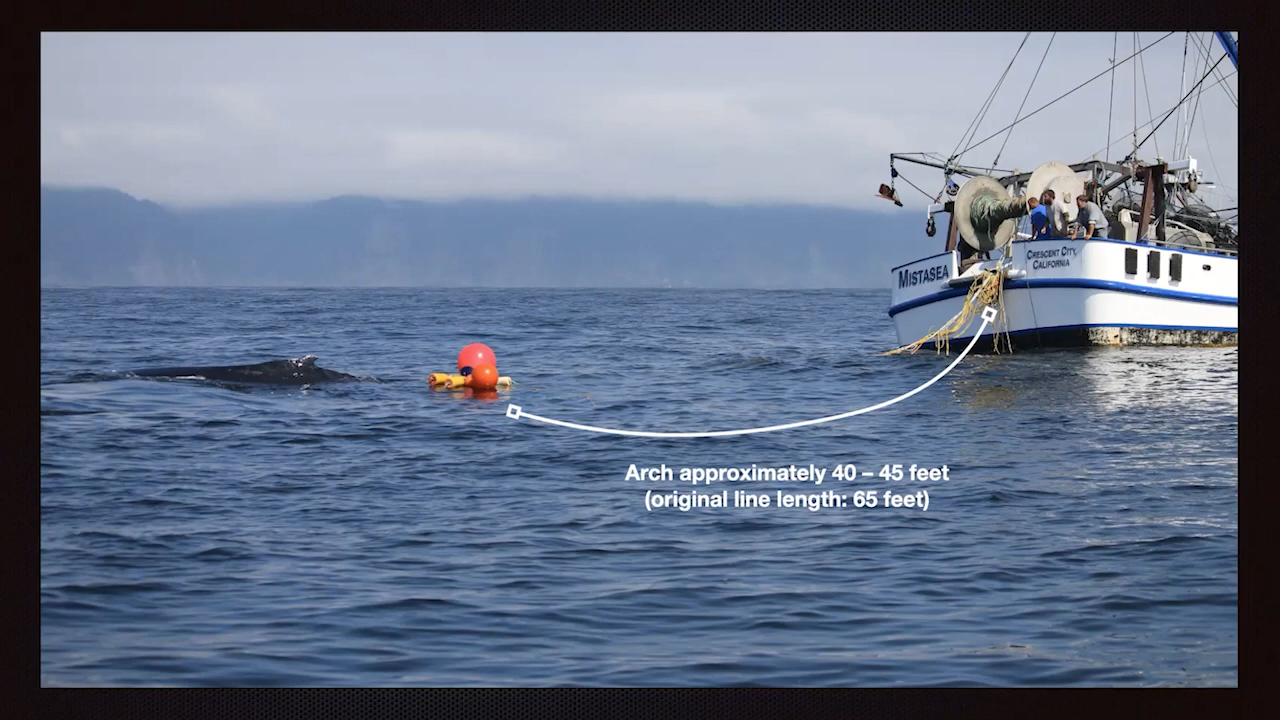 MISTASEA
CRESCENT CITY,
CALIFORNIA
Arch approximately 40 – 45 feet
(original line length: 65 feet)